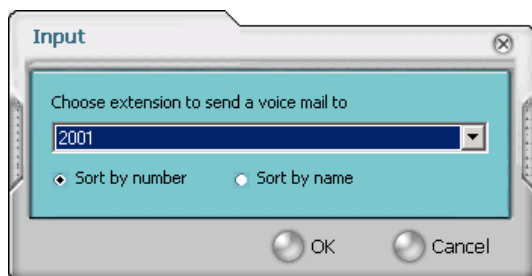 Input
Choose extension to send a voice mail to
2001
Sort by number Sort by name
OK Cancel